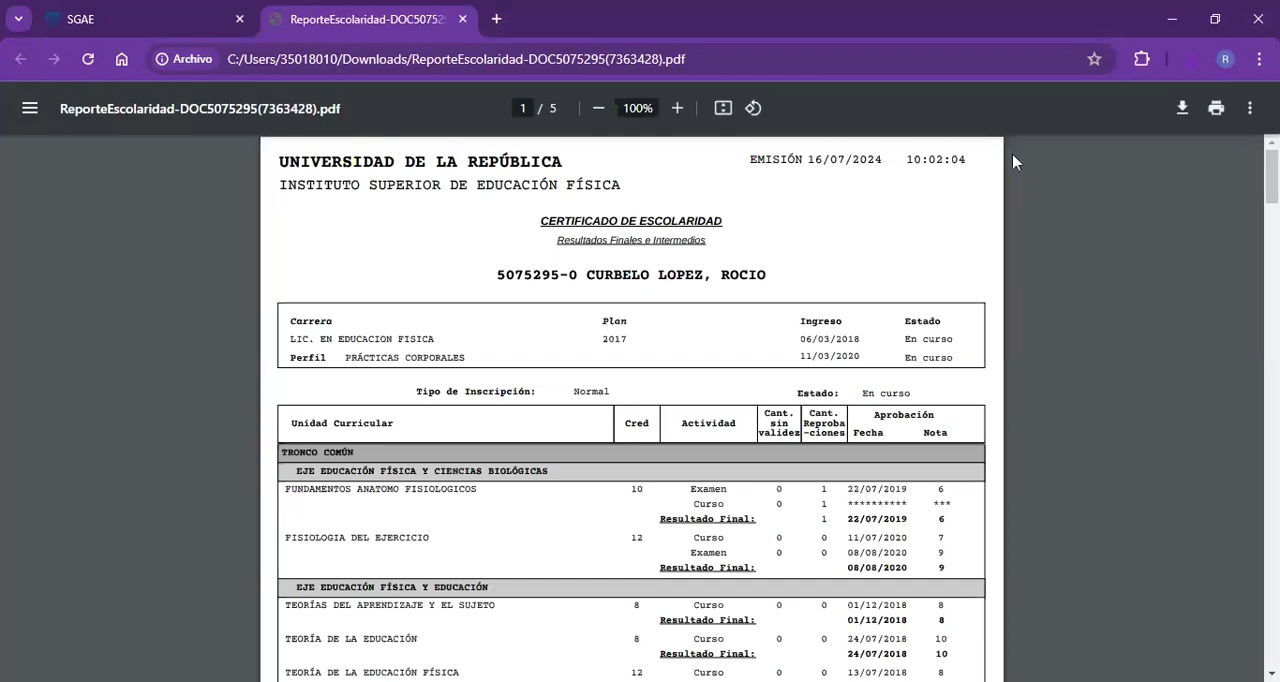 SGAE
ReporteEscolaridad-DOC50752
Archivo C:/Users/35018010/Downloads/ReporteEscolaridad-DOC5075295(7363428).pdf R
ReporteEscolaridad-DOC5075295(7363428).pdf 1 / 5 100%
UNIVERSIDAD DE LA REPÚBLICA EMISIÓN 16/07/2024 10:02:04
INSTITUTO SUPERIOR DE EDUCACIÓN FÍSICA
CERTIFICADO DE ESCOLARIDAD
Resultados Finales e Intermedios
5075295-0 CURBELO LOPEZ, ROCIO
Carrera Plan Ingreso Estado
LIC. EN EDUCACION FISICA 2017 06/03/2018 En curso
Perfil PRÁCTICAS CORPORALES 11/03/2020 En curso
Tipo de Inscripción: Normal Estado: En curso
Unidad Curricular Cred Actividad Cant. sin validez Cant. Reproba-ciones Aprobación
Fecha Nota
TRONCO COMÚN
EJE EDUCACIÓN FÍSICA Y CIENCIAS BIOLÓGICAS
FUNDAMENTOS ANATOMO FISIOLOGICOS 10 Examen 0 1 22/07/2019 6
Curso 0 1 ********** ***
Resultado Final: 1 22/07/2019 6
FISIOLOGIA DEL EJERCICIO 12 Curso 0 0 11/07/2020 7
Examen 0 0 08/08/2020 9
Resultado Final: 08/08/2020 9
EJE EDUCACIÓN FÍSICA Y EDUCACIÓN
TEORÍAS DEL APRENDIZAJE Y EL SUJETO 8 Curso 0 0 01/12/2018 8
Resultado Final: 01/12/2018 8
TEORÍA DE LA EDUCACIÓN 8 Curso 0 0 24/07/2018 10
Resultado Final: 24/07/2018 10
TEORÍA DE LA EDUCACIÓN FÍSICA 12 Curso 0 0 13/07/2018 8